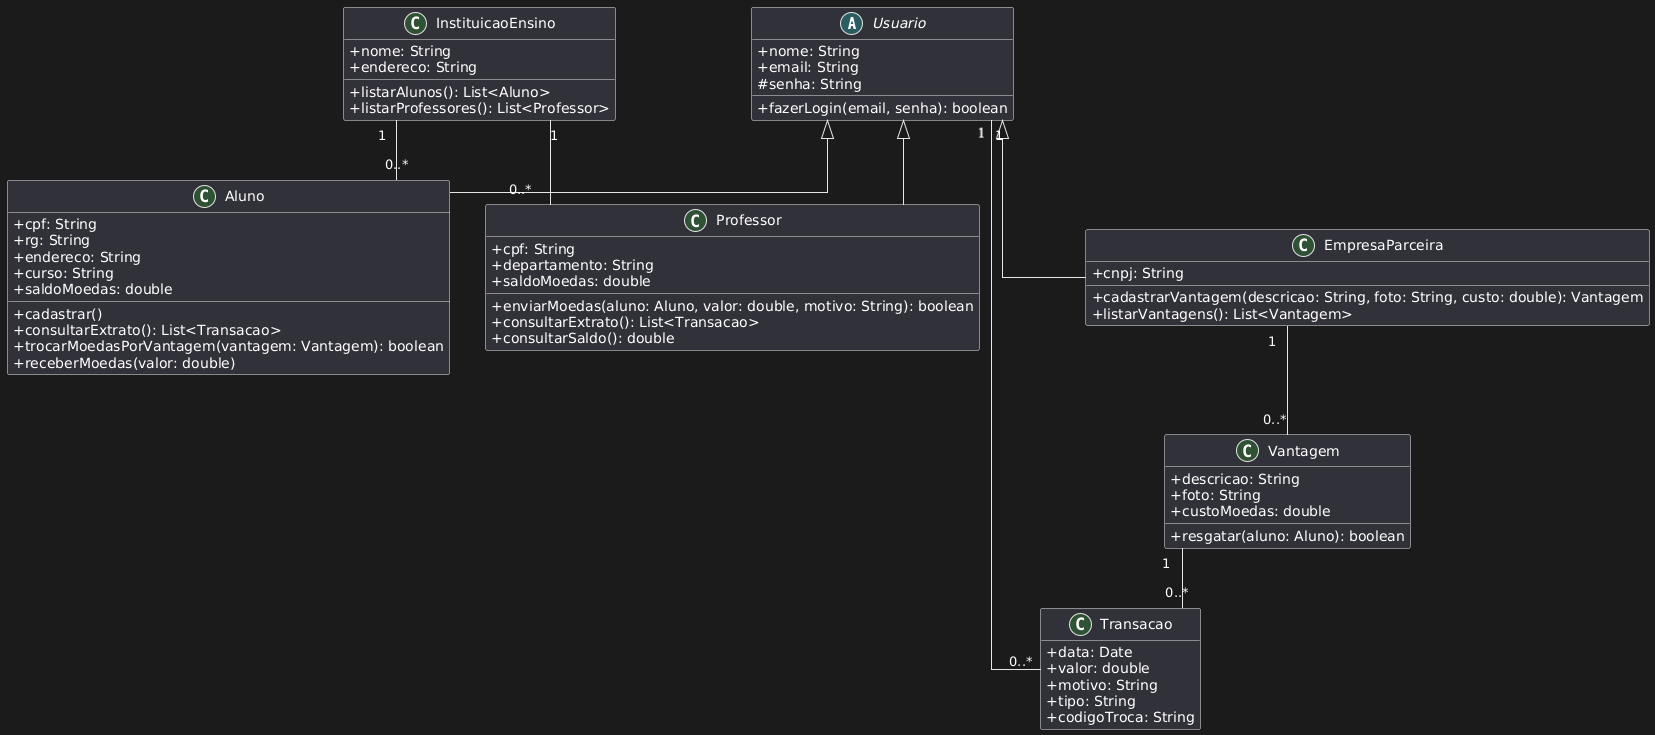 C InstituicaoEnsino
+nome: String
+endereco: String
+listarAlunos(): List<Aluno>
+listarProfessores(): List<Professor>
A Usuario
+nome: String
+email: String
#senha: String
+fazerLogin(email, senha): boolean
1
0..*
1
0..*
1
1
0..*
C Aluno
+cpf: String
+rg: String
+endereco: String
+curso: String
+saldoMoedas: double
+cadastrar()
+consultarExtrato(): List<Transacao>
+trocarMoedasPorVantagem(vantagem: Vantagem): boolean
+receberMoedas(valor: double)
C Professor
+cpf: String
+departamento: String
+saldoMoedas: double
+enviarMoedas(aluno: Aluno, valor: double, motivo: String): boolean
+consultarExtrato(): List<Transacao>
+consultarSaldo(): double
C EmpresaParceira
+cnpj: String
+cadastrarVantagem(descricao: String, foto: String, custo: double): Vantagem
+listarVantagens(): List<Vantagem>
1
0..*
C Vantagem
+descricao: String
+foto: String
+custoMoedas: double
+resgatar(aluno: Aluno): boolean
1
0..*
C Transacao
+data: Date
+valor: double
+motivo: String
+tipo: String
+codigoTroca: String